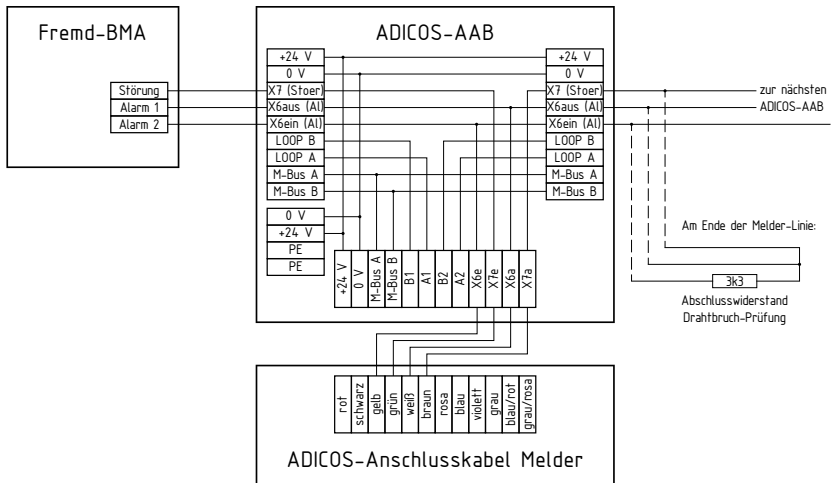 Fremd-BMA
Störung
Alarm 1
Alarm 2
ADICOS-AAB
+24 V
0 V
X7 (Stoer)
X6aus (Al)
X6ein (Al)
LOOP B
LOOP A
M-Bus A
M-Bus B
0 V
+24 V
PE
PE
+24 V
0 V
X7 (Stoer)
X6aus (Al)
X6ein (Al)
LOOP B
LOOP A
M-Bus A
M-Bus B
+24 V
0 V
M-Bus A
M-Bus B
B1
A1
B2
A2
X6e
X7e
X6a
X7a
zur nächsten
ADICOS-AAB
Am Ende der Melder-Linie:
3k3
Abschlusswiderstand
Drahtbruch-Prüfung
rot
schwarz
gelb
grün
weiß
braun
rosa
blau
violett
grau
blau/rot
grau/rosa
ADICOS-Anschlusskabel Melder